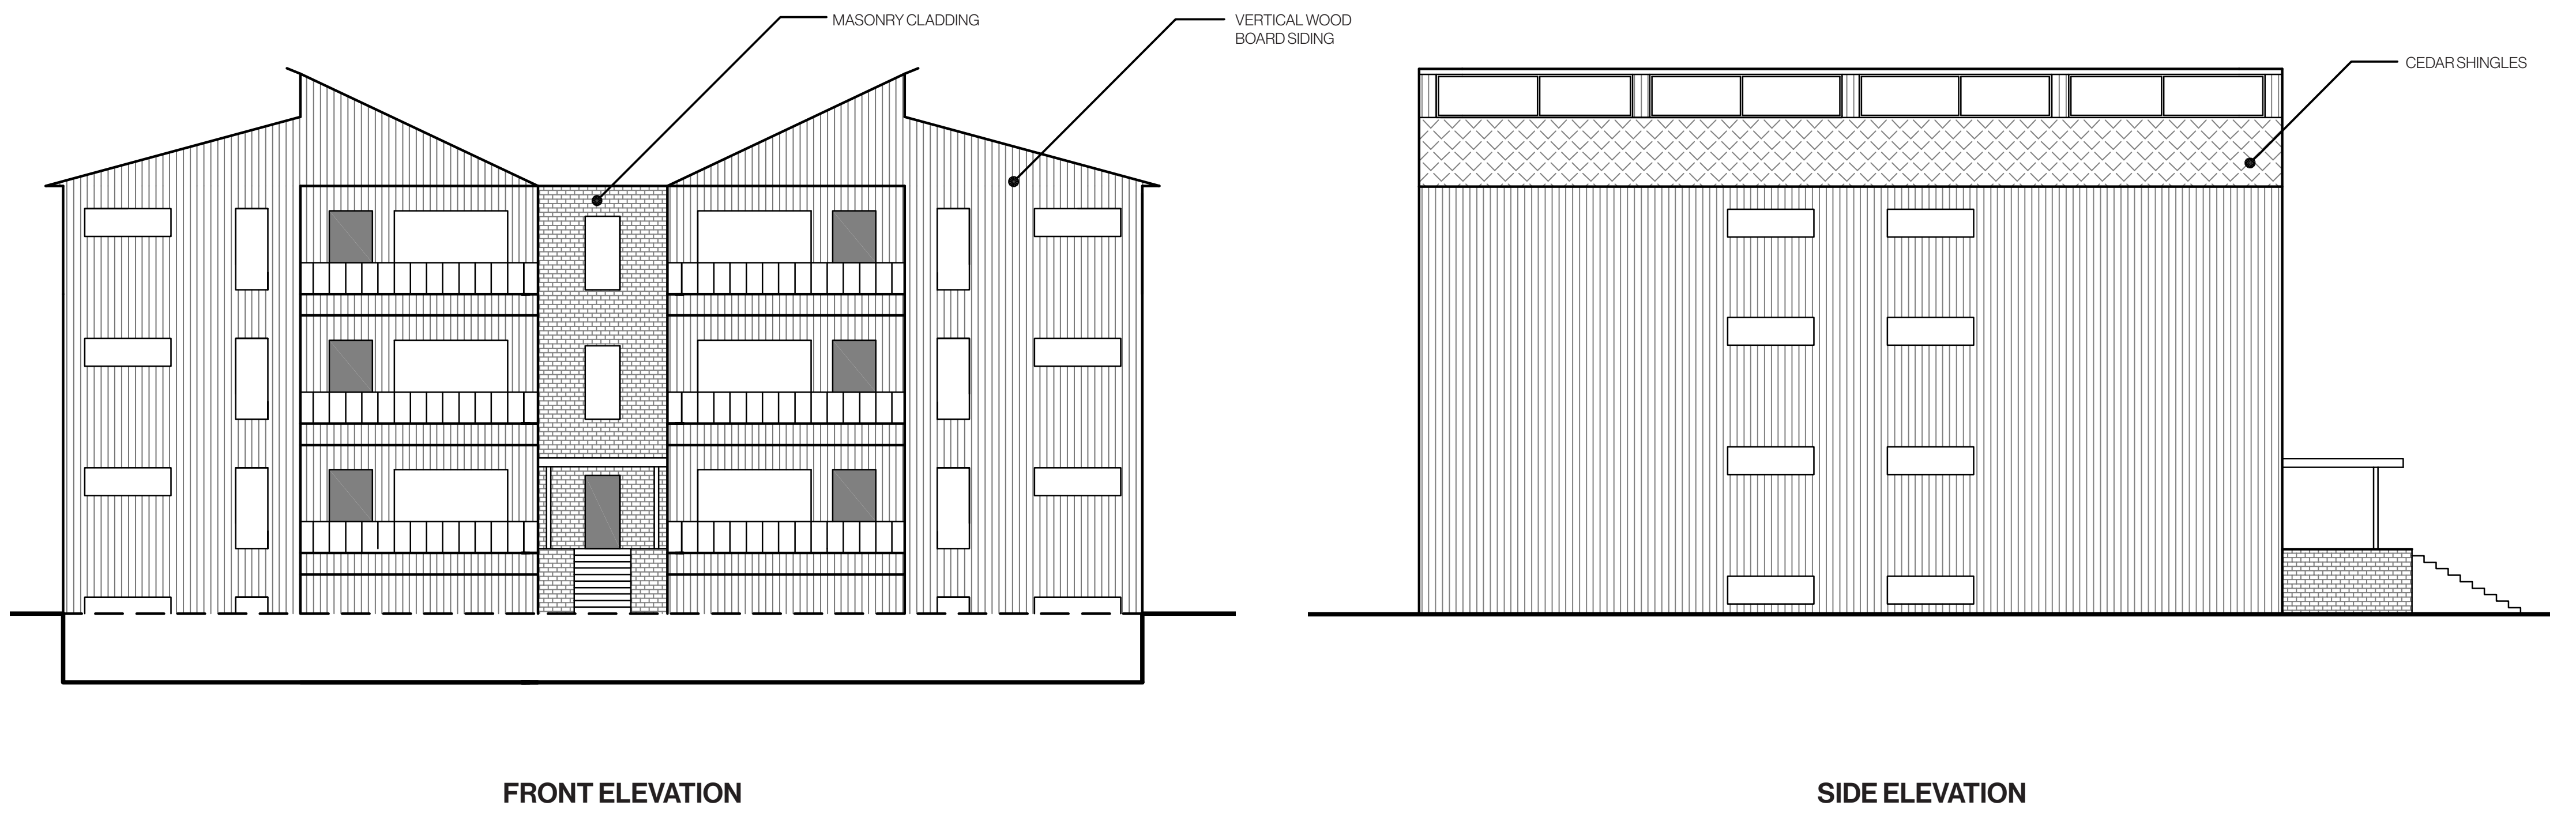 MASONRY CLADDING
VERTICAL WOOD
BOARD SIDING
CEDAR SHINGLES
FRONT ELEVATION
SIDE ELEVATION